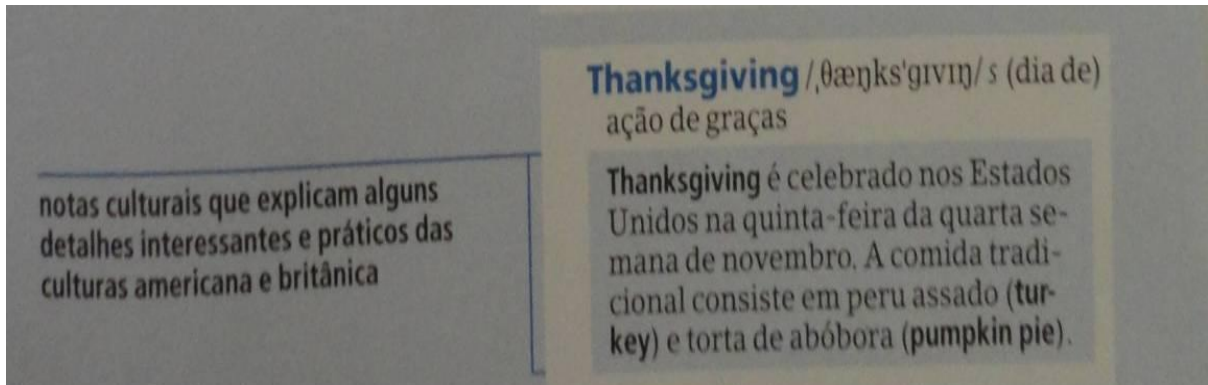 Thanksgiving /ˌθæŋks'gɪvɪŋ/ s (dia de)
ação de graças
notas culturais que explicam alguns
detalhes interessantes e práticos das
culturas americana e britânica
Thanksgiving é celebrado nos Estados
Unidos na quinta-feira da quarta se-
mana de novembro. A comida tradi-
cional consiste em peru assado (tur-
key) e torta de abóbora (pumpkin pie).